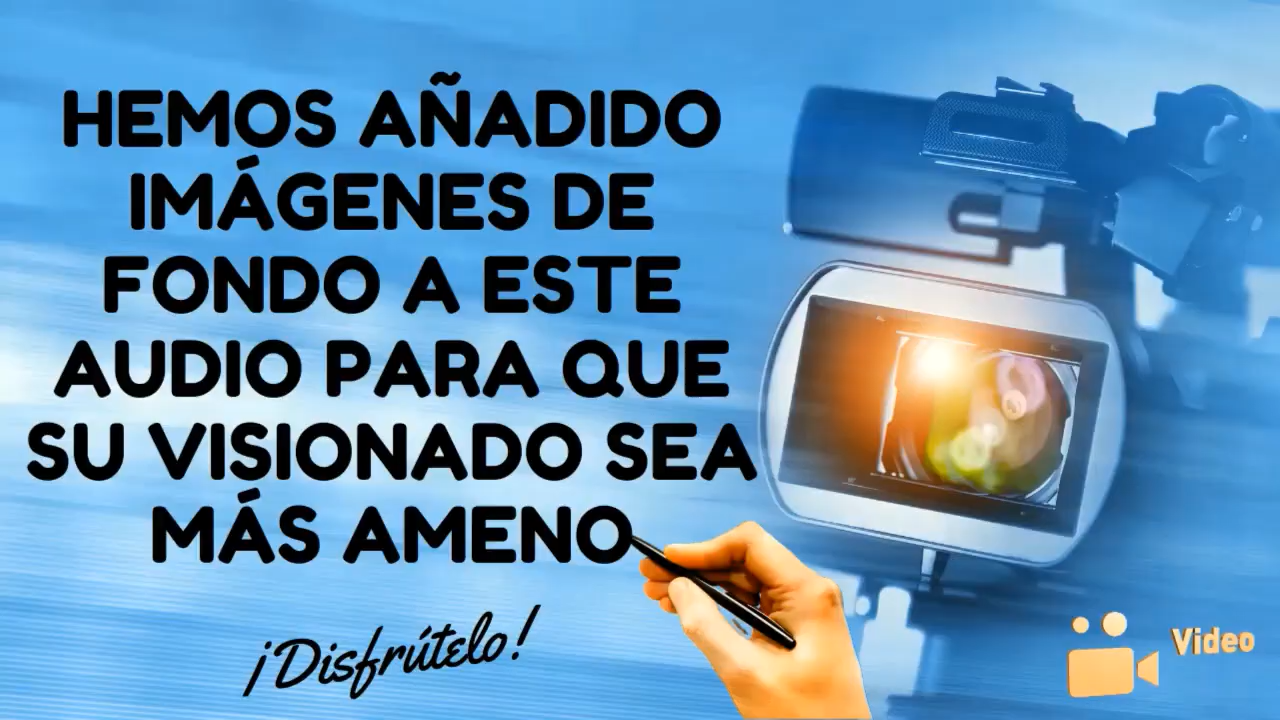 HEMOS AÑADIDO
IMÁGENES DE
FONDO A ESTE
AUDIO PARA QUE
SU VISIONADO SEA
MÁS AMENO
¡Disfrútelo!
Video